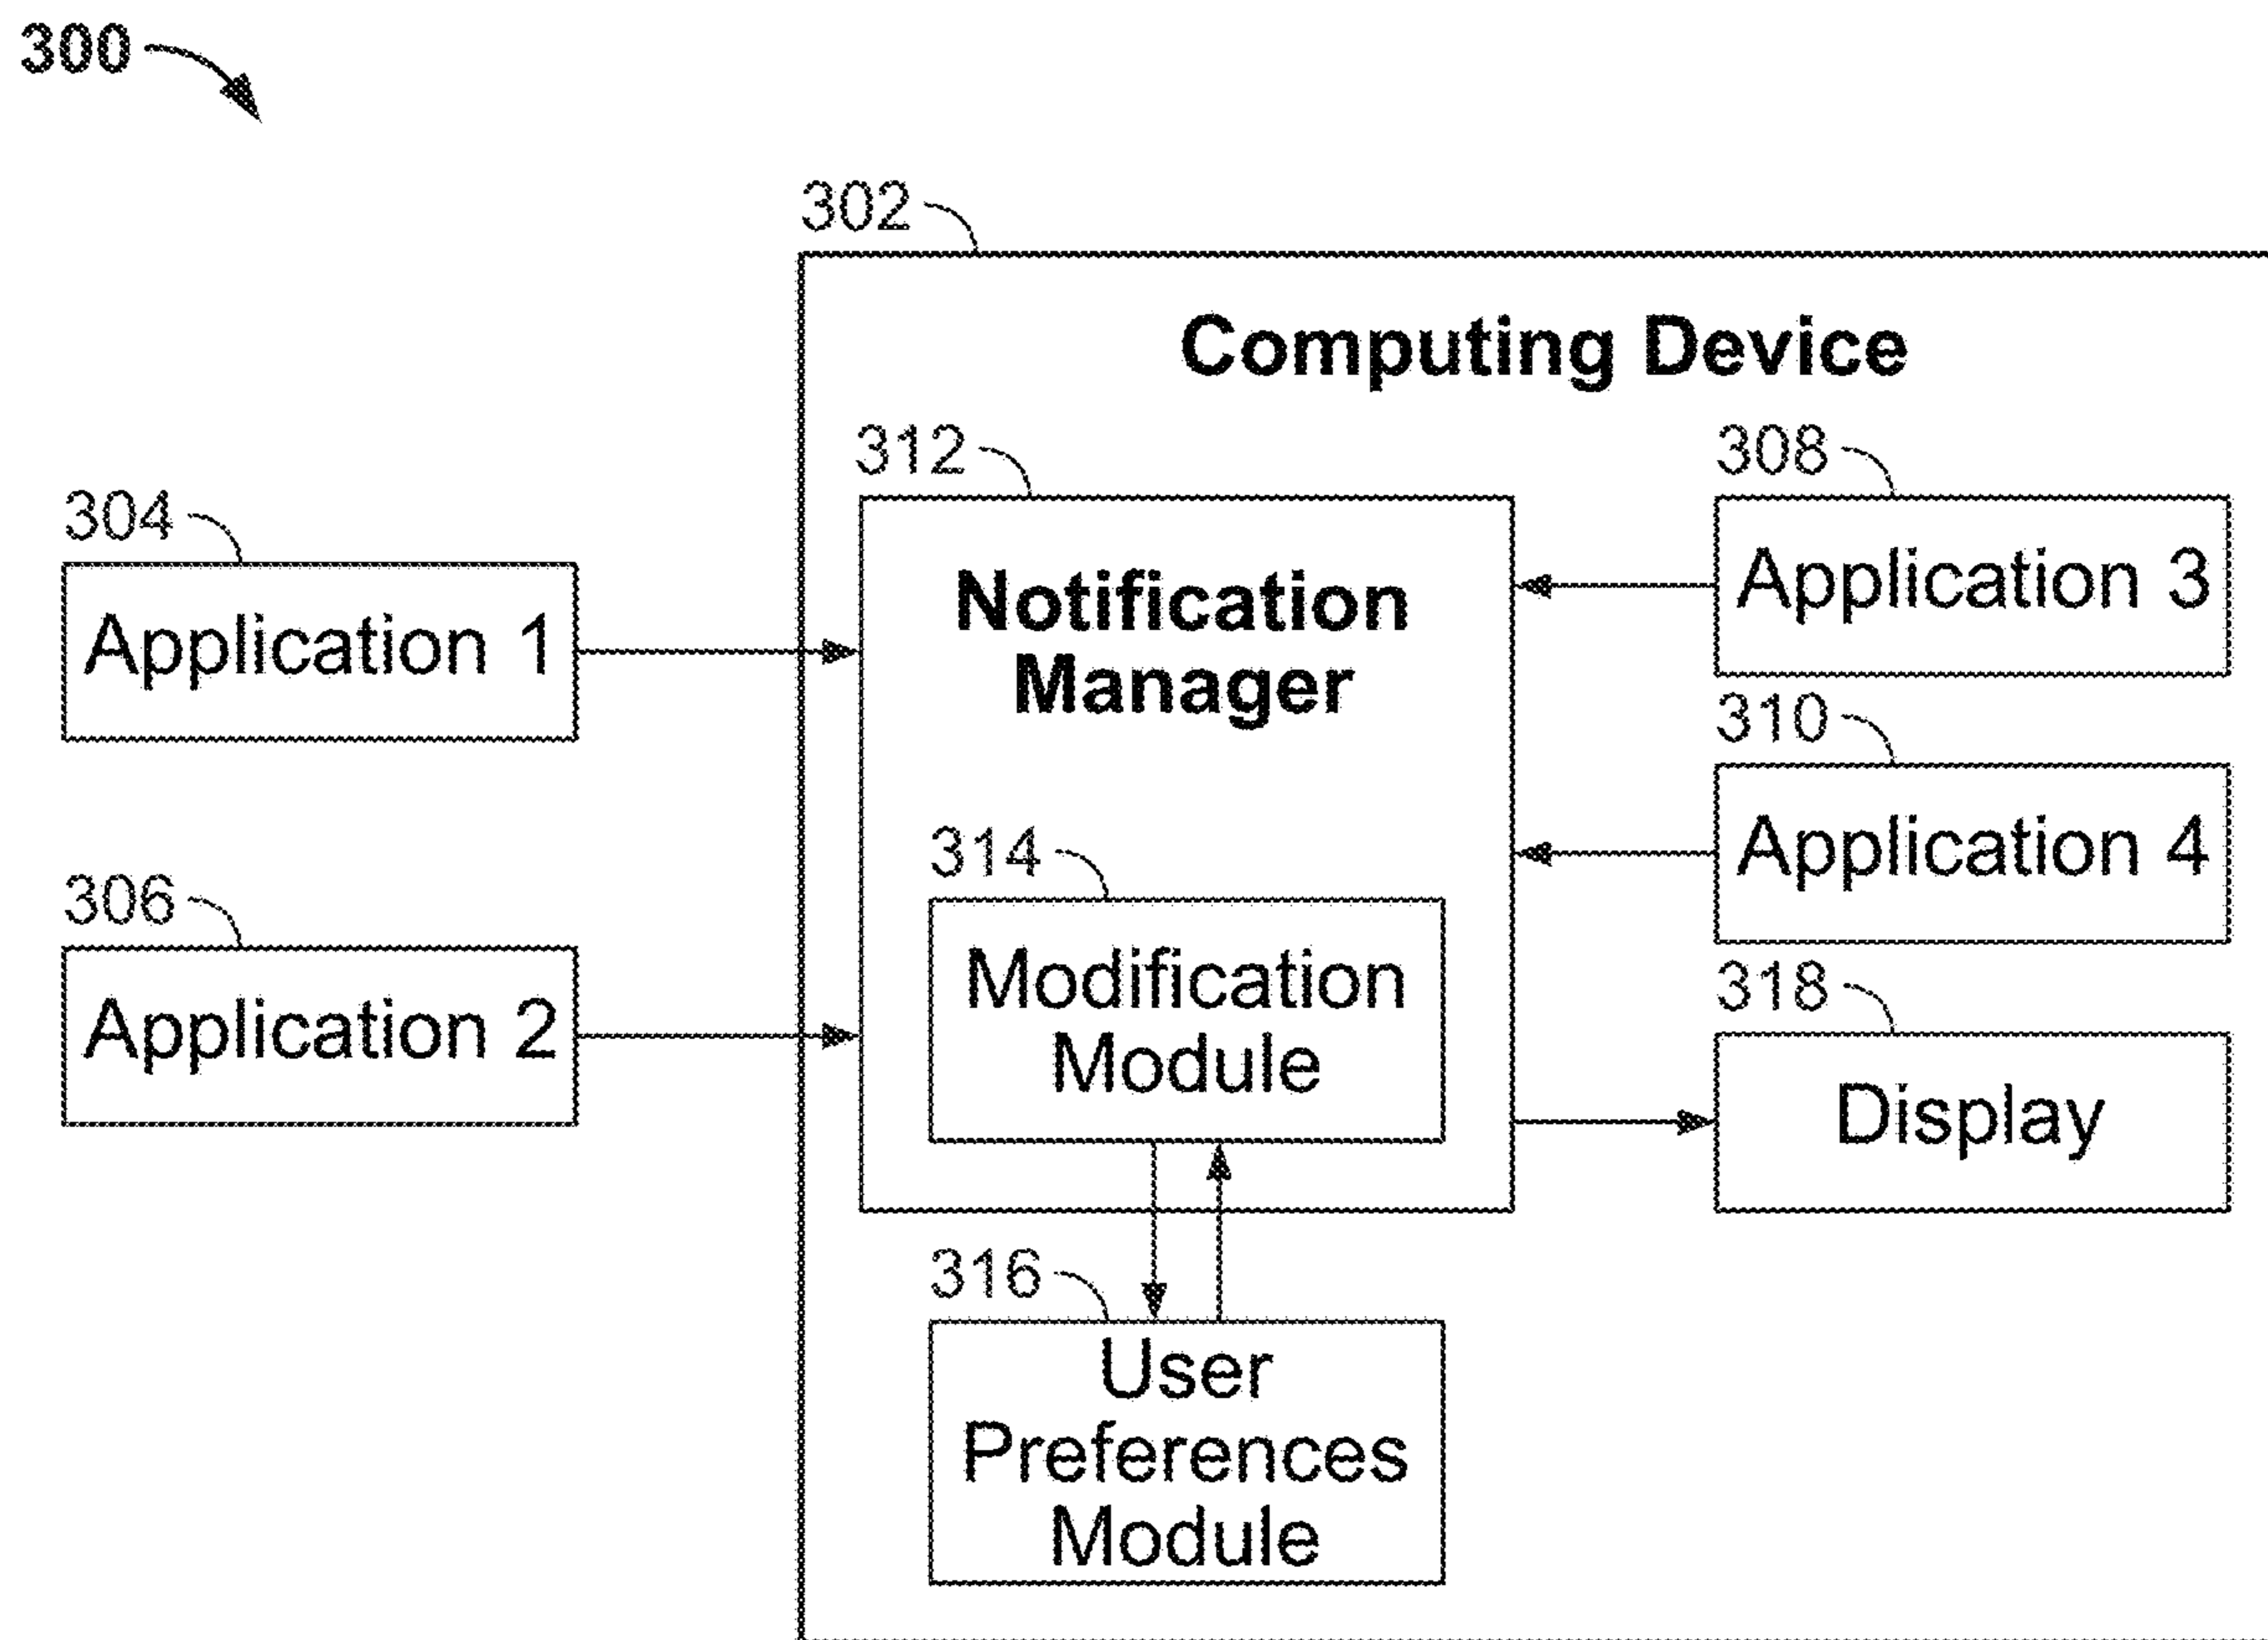 300
302
Computing Device
312
308
304
Notification
Manager
Application 3
Application 1
310
314
Application 4
306
Modification
Module
318
Application 2
Display
316
User
Preferences
Module